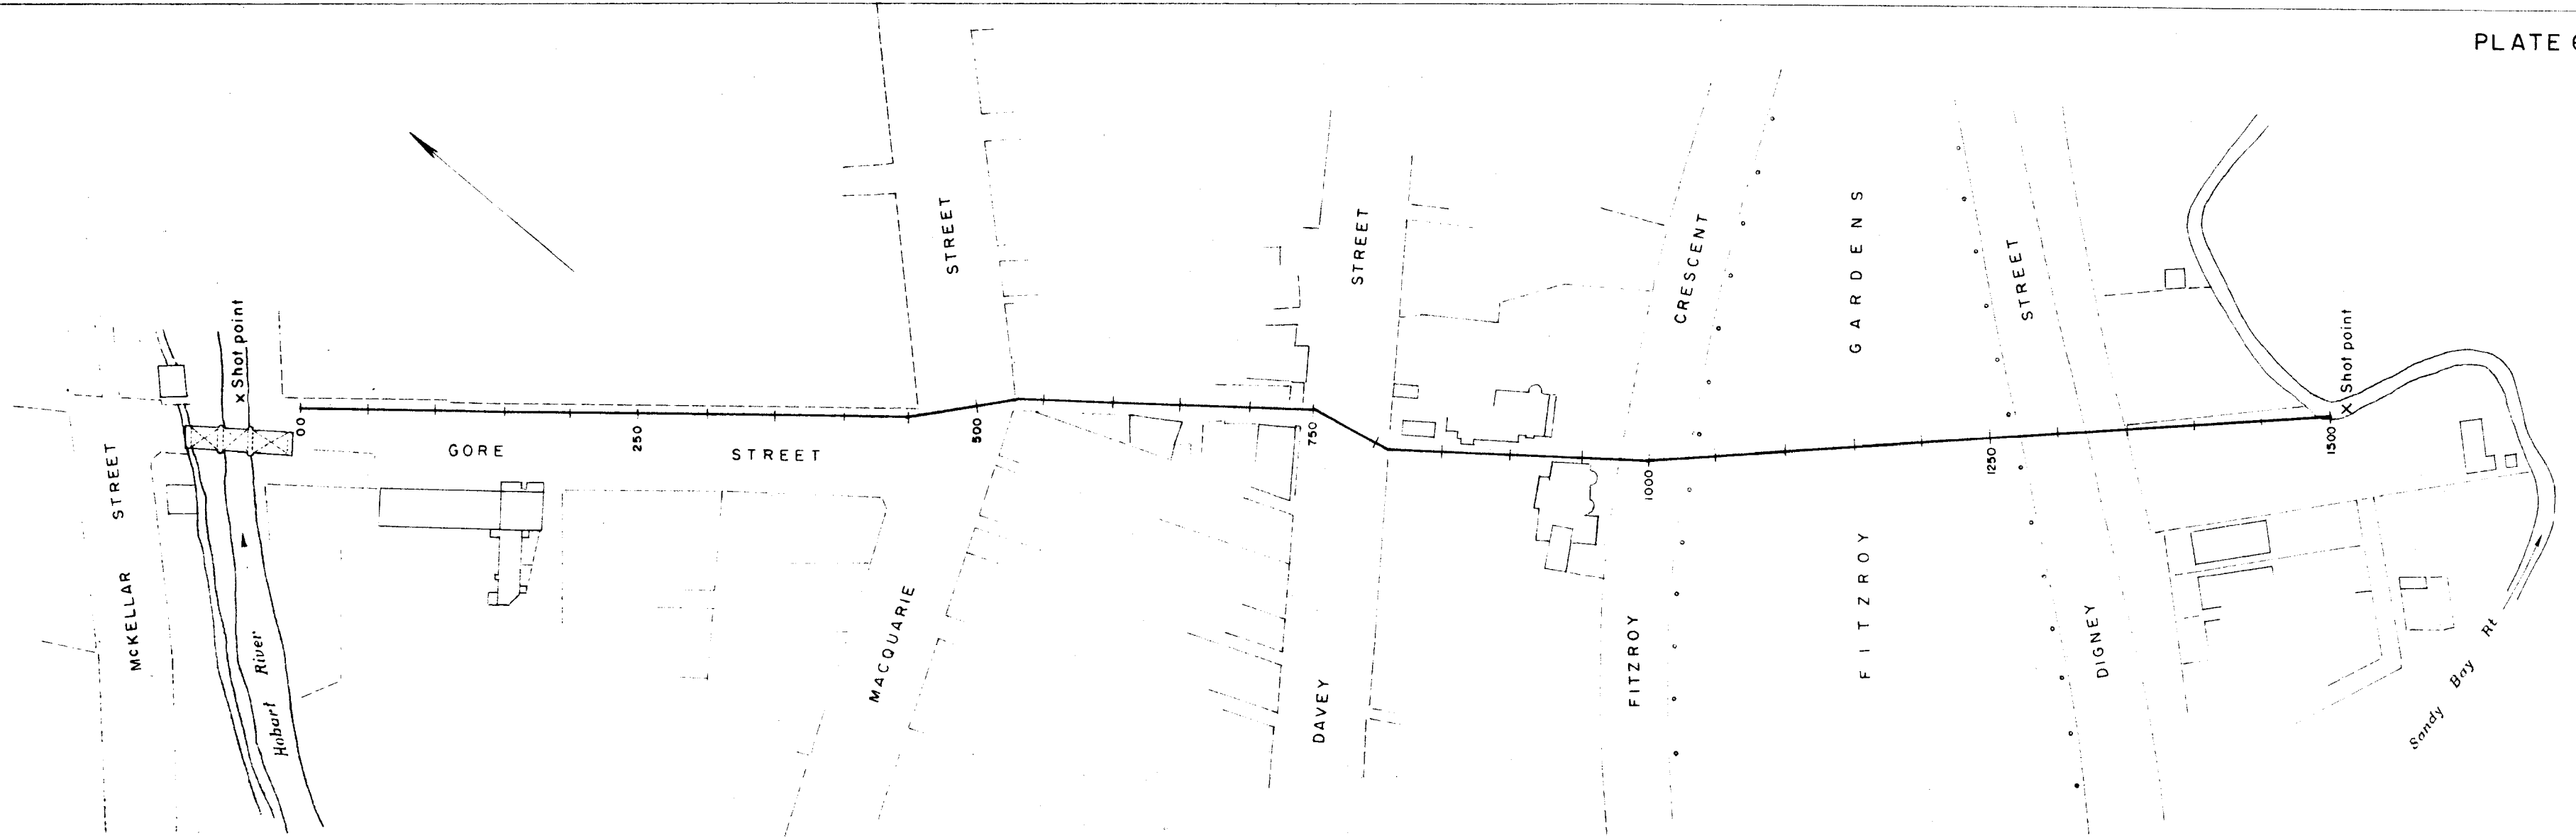 PLATE 6
x Shot point
00
250
500
750
1000
1250
1500
x Shot point
GORE STREET
MCKELLAR STREET
Hobart River
MACQUARIE STREET
DAVEY STREET
FITZROY CRESCENT
FITZROY GARDENS
DIGNEY STREET
Sandy Bay Rt